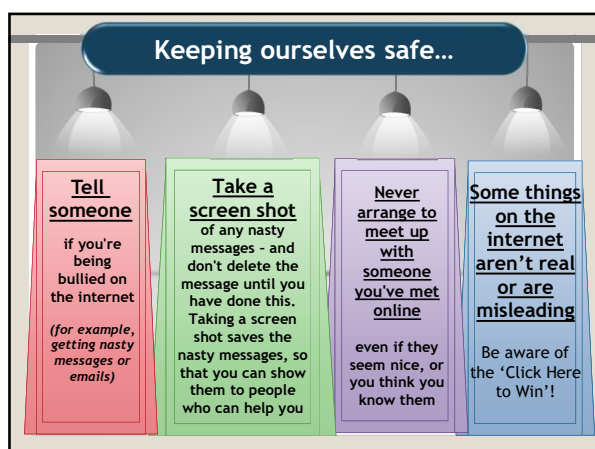 Keeping ourselves safe…
Tell
someone
if you're
being
bullied on
the internet
(for example,
getting nasty
messages or
emails)
Take a
screen shot
of any nasty
messages – and
don't delete the
message until you
have done this.
Taking a screen
shot saves the
nasty messages, so
that you can show
them to people
who can help you
Never
arrange to
meet up
with
someone
you've met
online
even if they
seem nice, or
you think you
know them
Some things
on the
internet
aren’t real
or are
misleading
Be aware of
the ‘Click Here
to Win’!